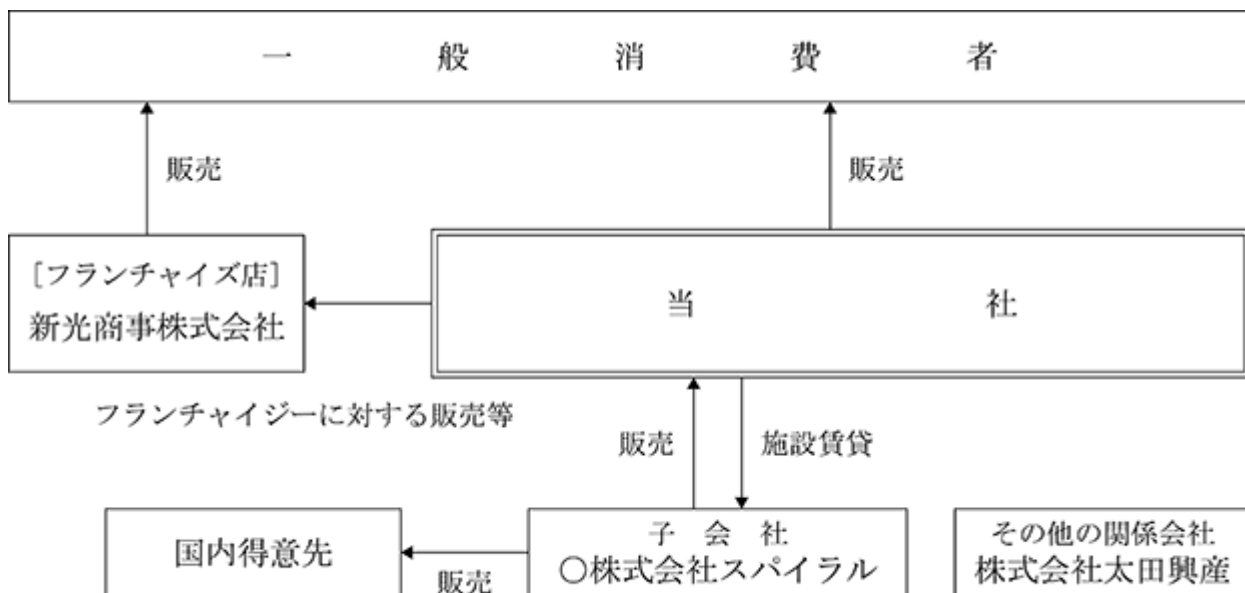 一般消費者
販売
販売
［フランチャイズ店］
新光商事株式会社
当社
フランチャイジーに対する販売等
販売
施設賃貸
国内得意先
販売
子会社
○株式会社スパイラル
その他の関係会社
株式会社太田興産